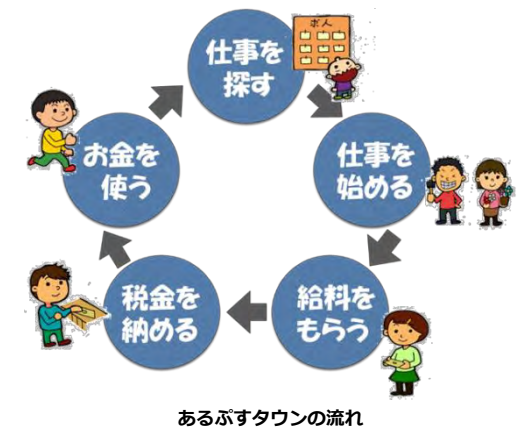 仕事を
探す
求人
仕事を
始める
給料を
もらう
税金を
納める
お金を
使う
あるぷすタウンの流れ